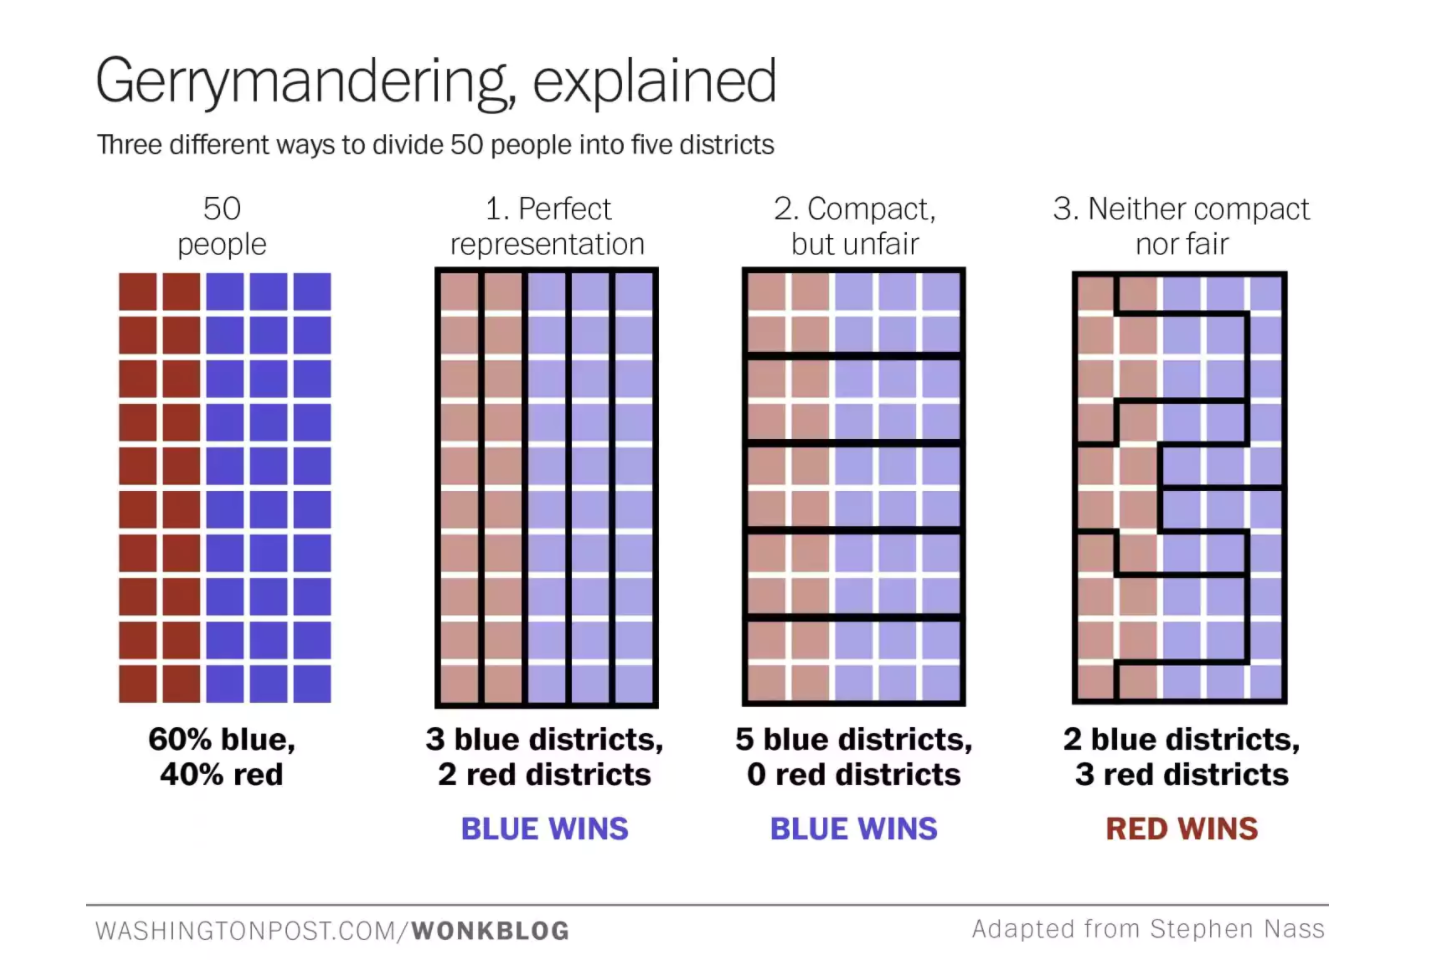 Gerrymandering, explained
Three different ways to divide 50 people into five districts
50
people
1. Perfect
representation
2. Compact,
but unfair
3. Neither compact
nor fair
60% blue,
40% red
3 blue districts,
2 red districts
5 blue districts,
0 red districts
2 blue districts,
3 red districts
BLUE WINS
BLUE WINS
RED WINS
WASHINGTONPOST.COM/WONKBLOG
Adapted from Stephen Nass